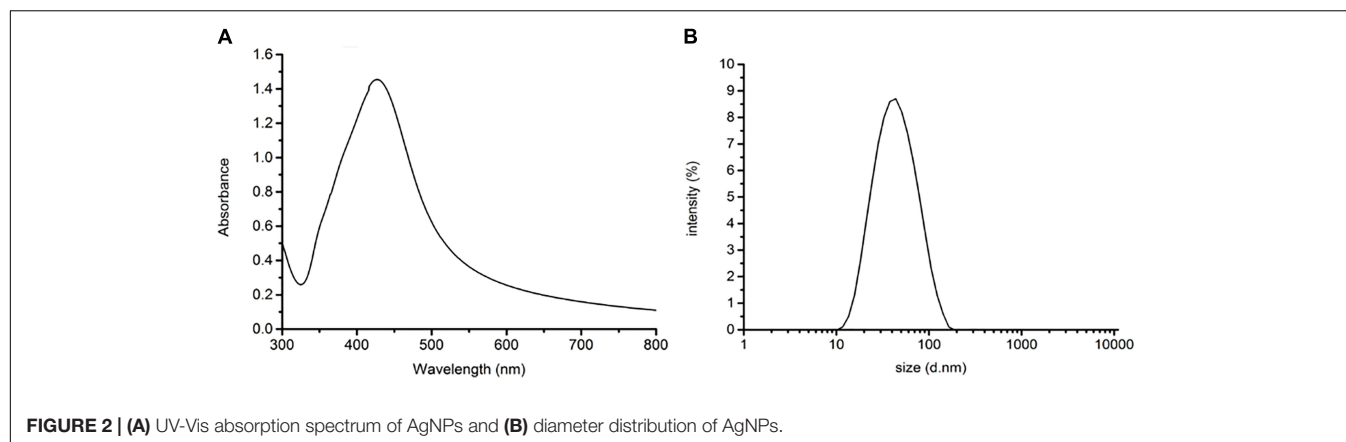 A
1.6
1.4
1.2
1.0
0.8
0.6
0.4
0.2
0.0
Absorbance
300 400 500 600 700 800
Wavelength (nm)
B
10
9
8
7
6
5
4
3
2
1
0
intensity (%)
1 10 100 1000 10000
size (d.nm)
FIGURE 2 | (A) UV-Vis absorption spectrum of AgNPs and (B) diameter distribution of AgNPs.